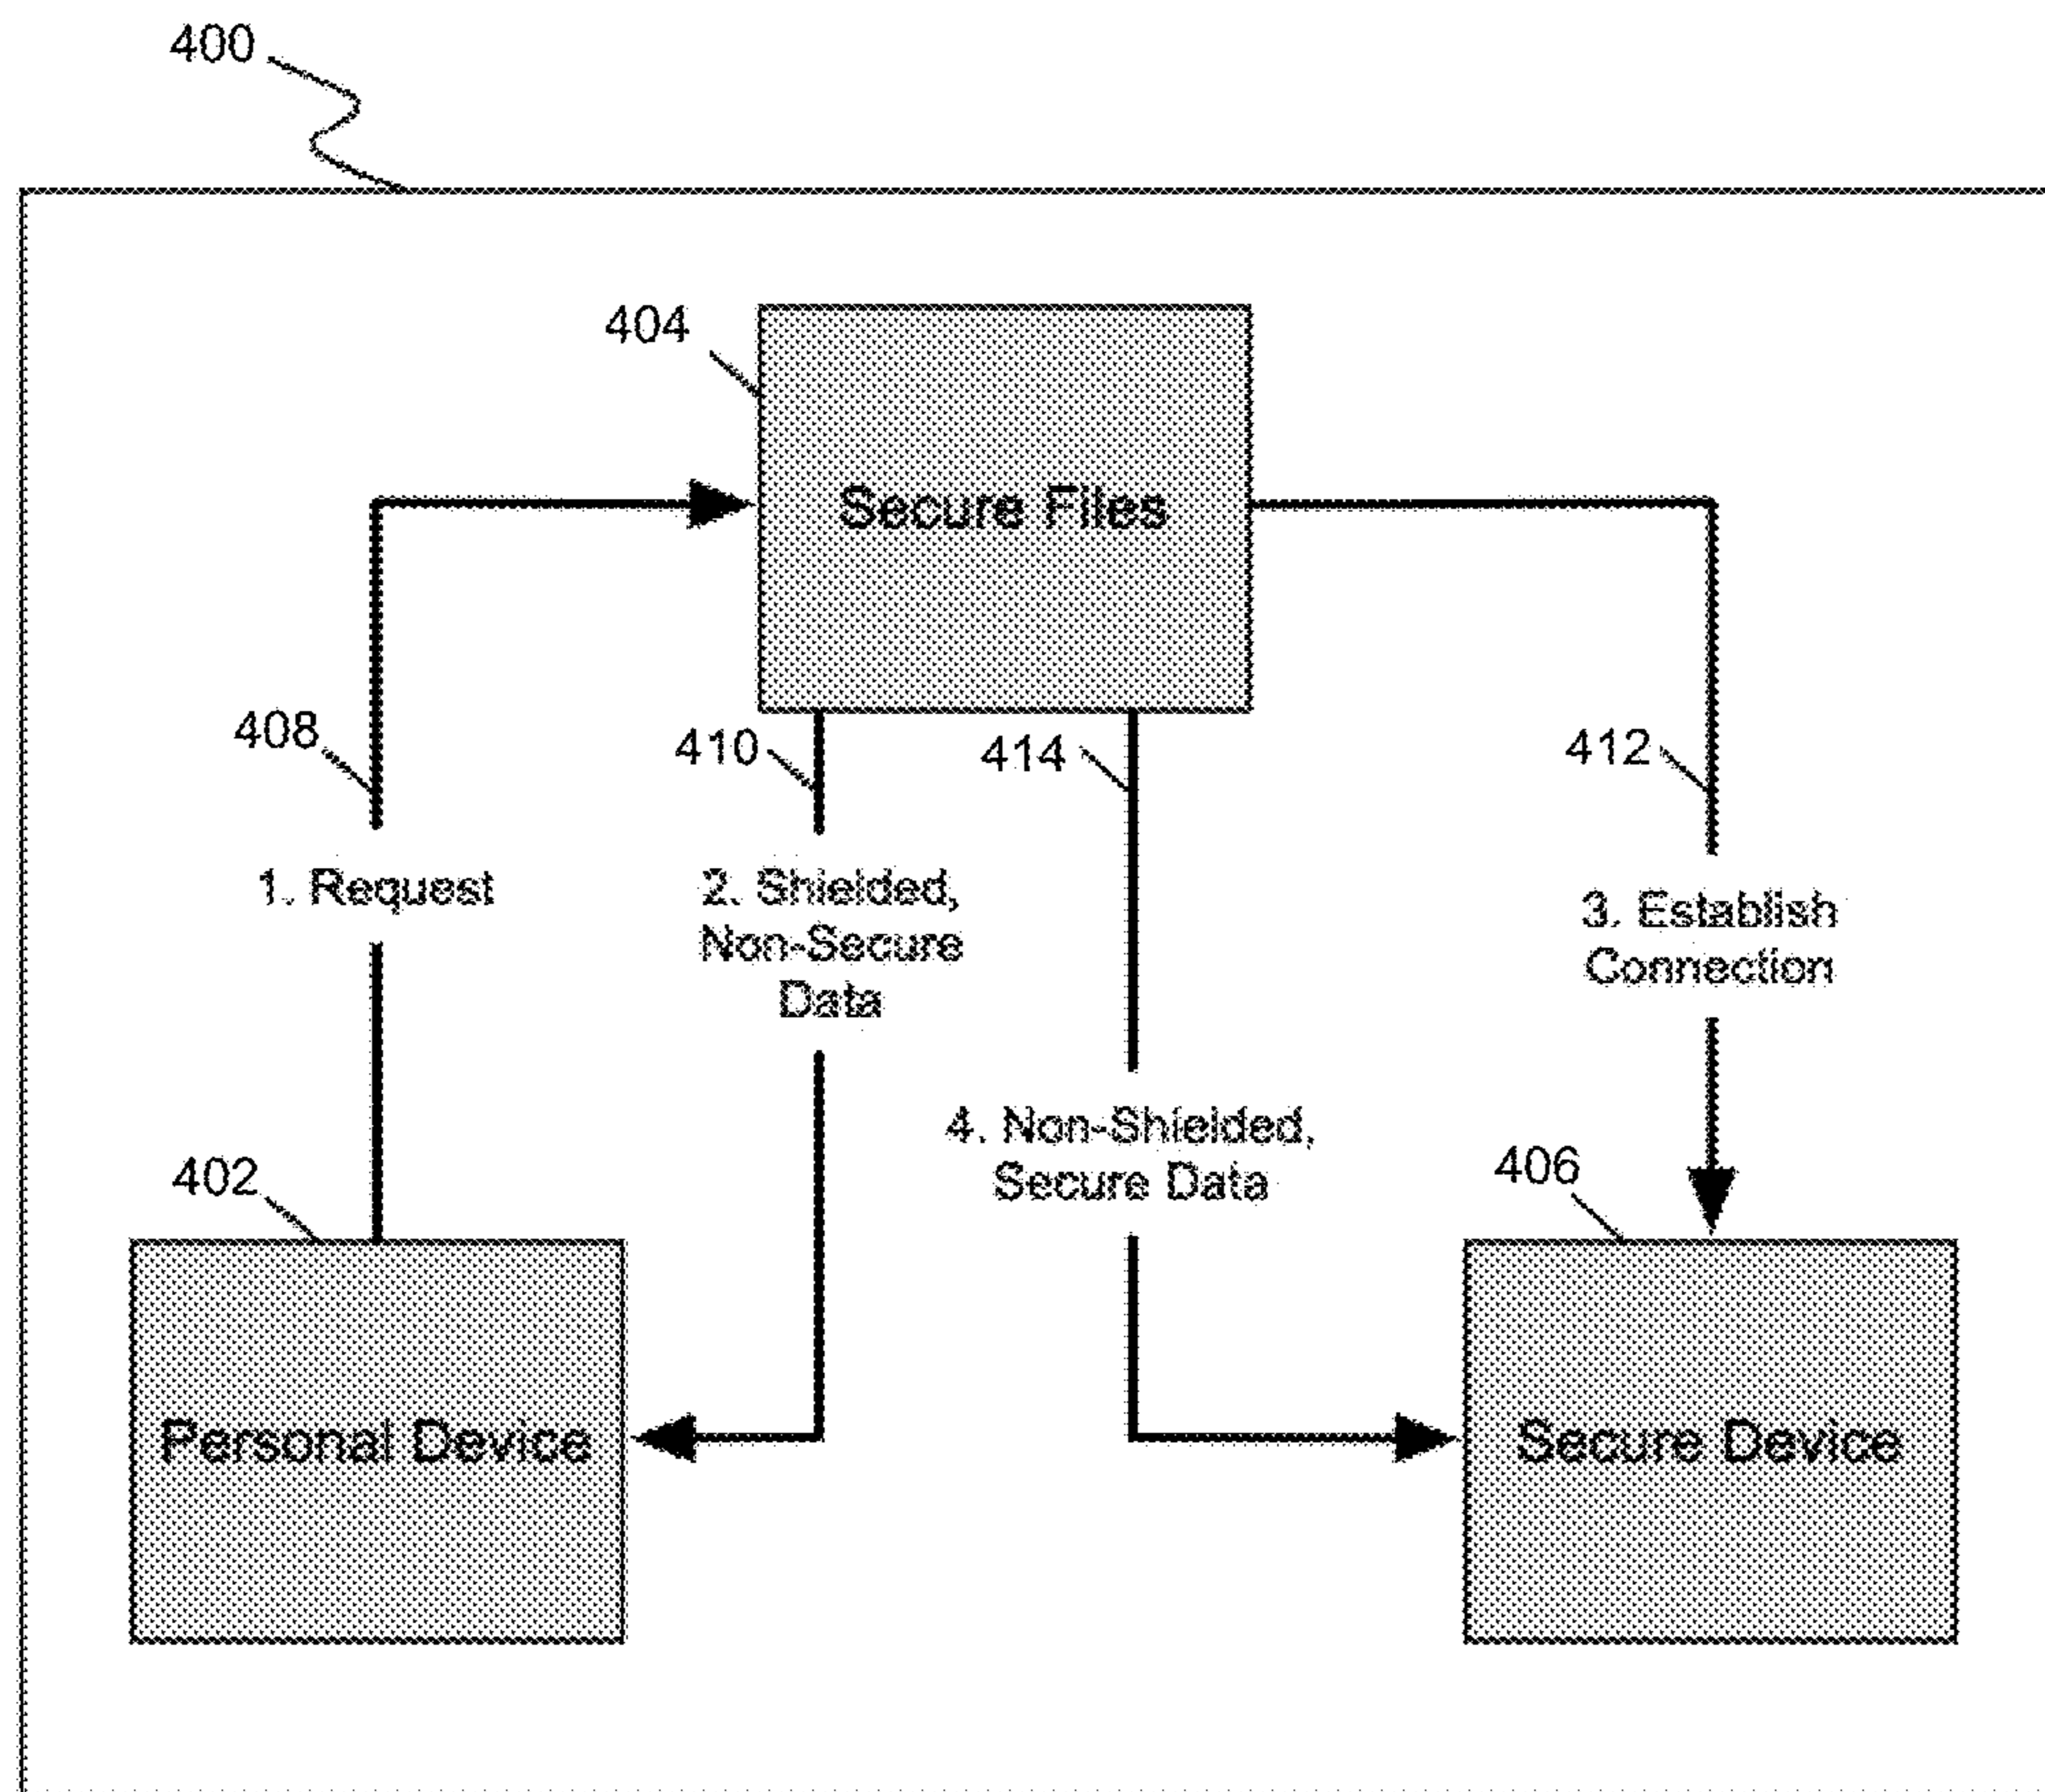 400
404
Secure Files
408
410
414
412
1. Request
2. Shielded,
Non-Secure
Data
3. Establish
Connection
4. Non-Shielded,
Secure Data
402
406
Personal Device
Secure Device